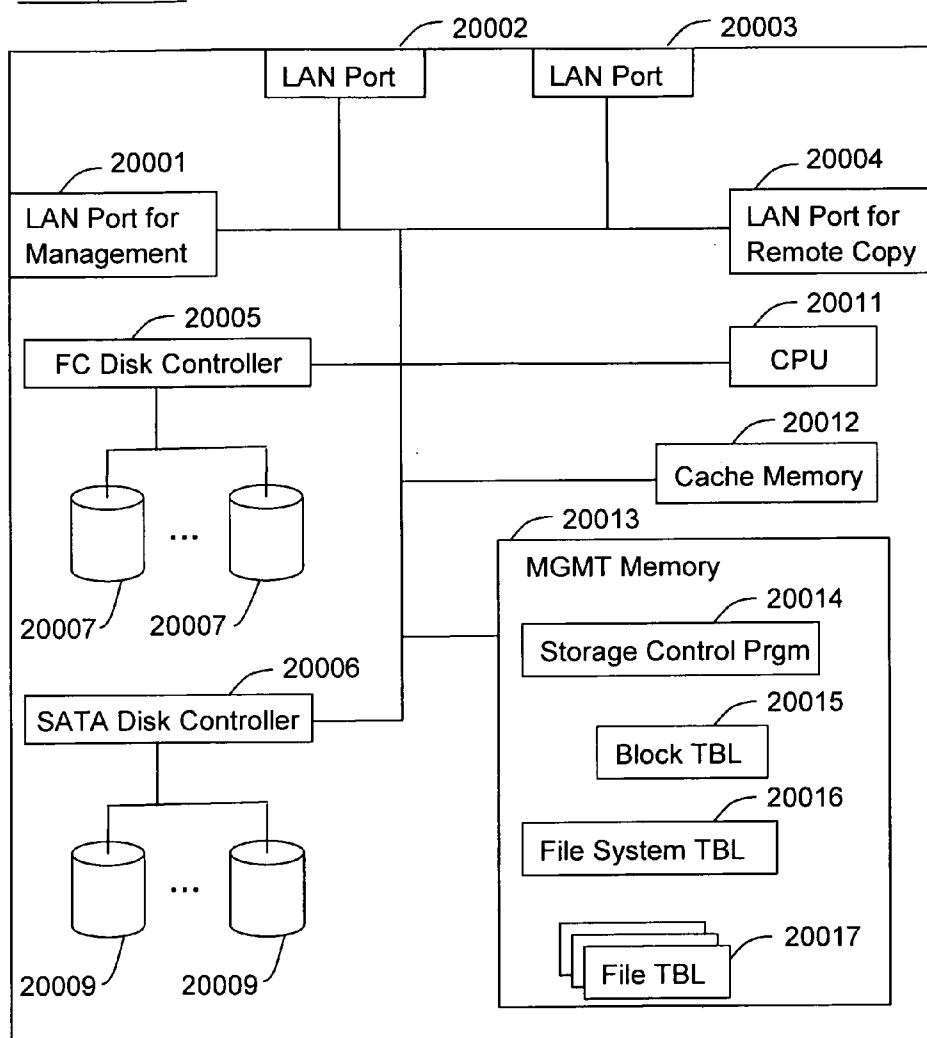 20002
20003
LAN Port
LAN Port
20001
20004
LAN Port for
Management
LAN Port for
Remote Copy
20005
20011
FC Disk Controller
CPU
20012
Cache Memory
20013
...
MGMT Memory
20007
20007
20014
Storage Control Prgm
20006
SATA Disk Controller
20015
Block TBL
20016
File System TBL
...
20017
File TBL
20009
20009